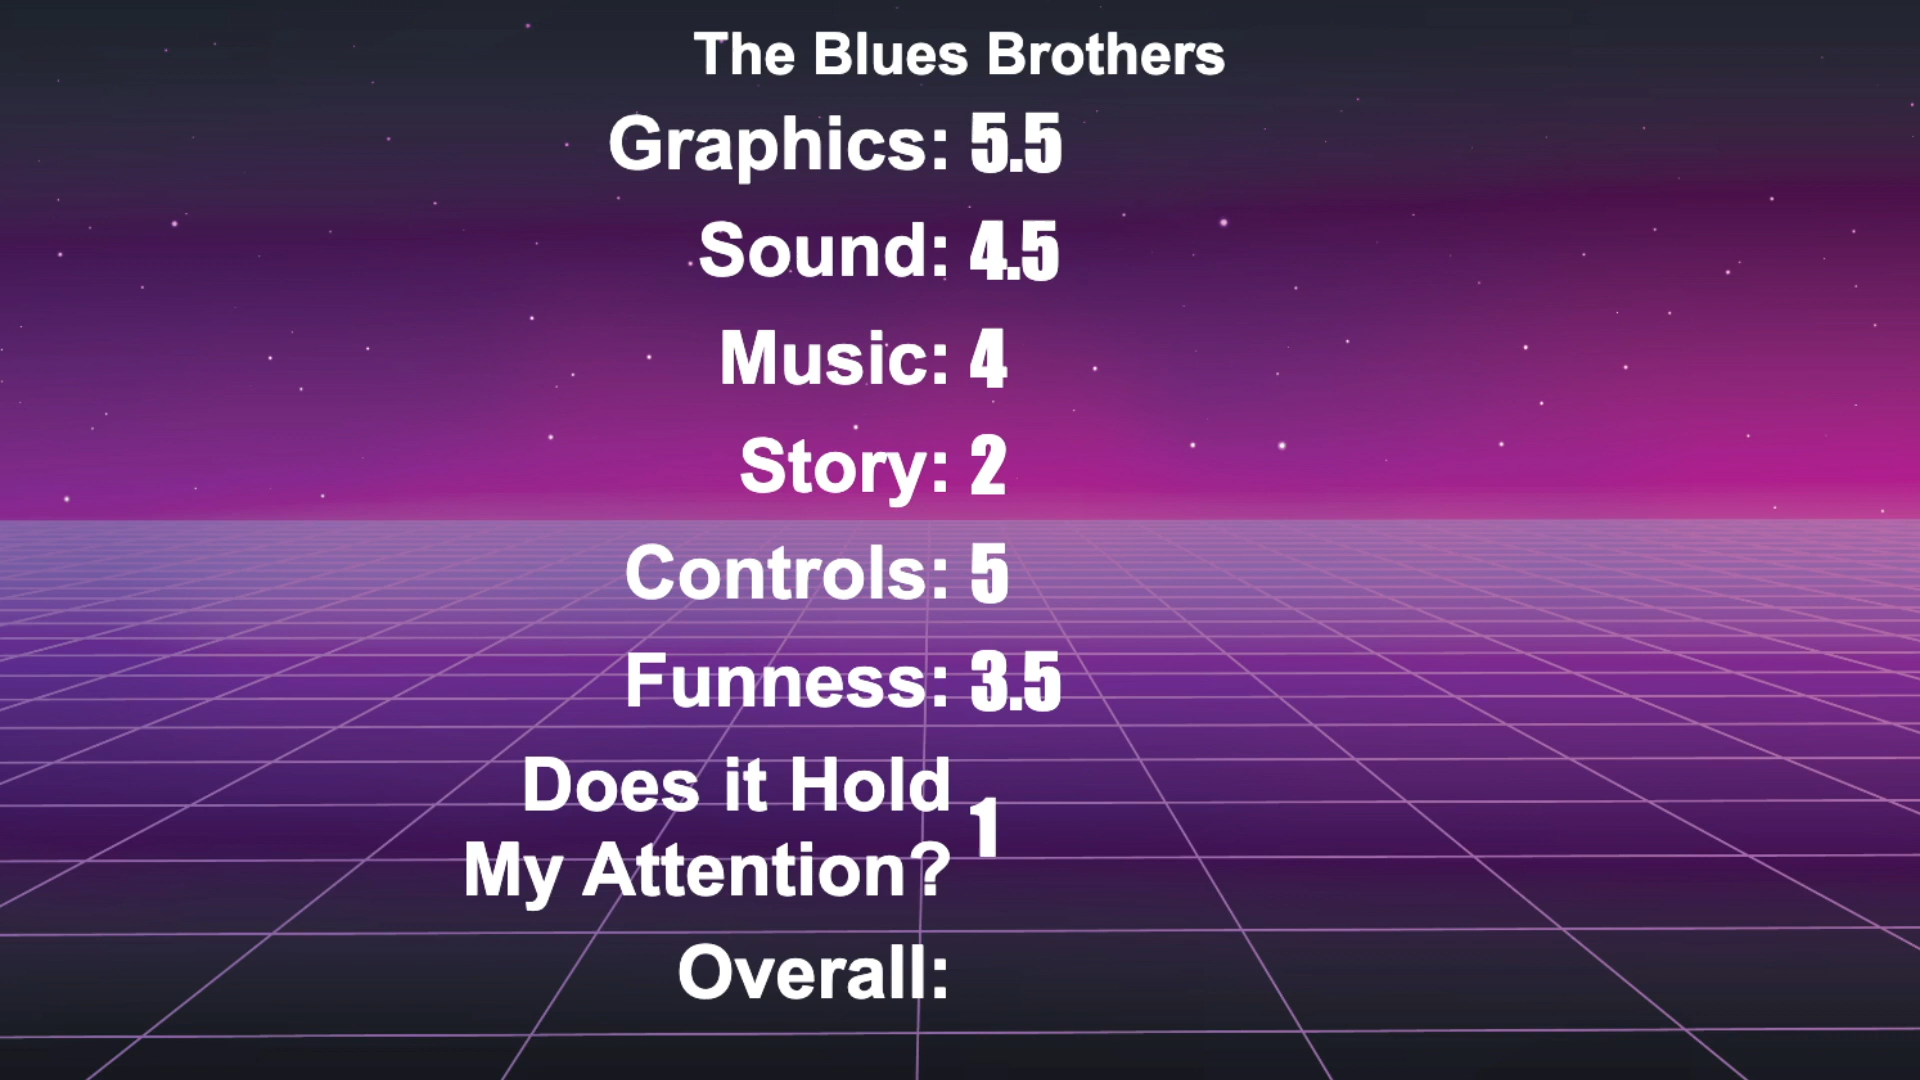 The Blues Brothers
Graphics: 5.5
Sound: 4.5
Music: 4
Story: 2
Controls: 5
Funness: 3.5
Does it Hold
My Attention? 1
Overall: